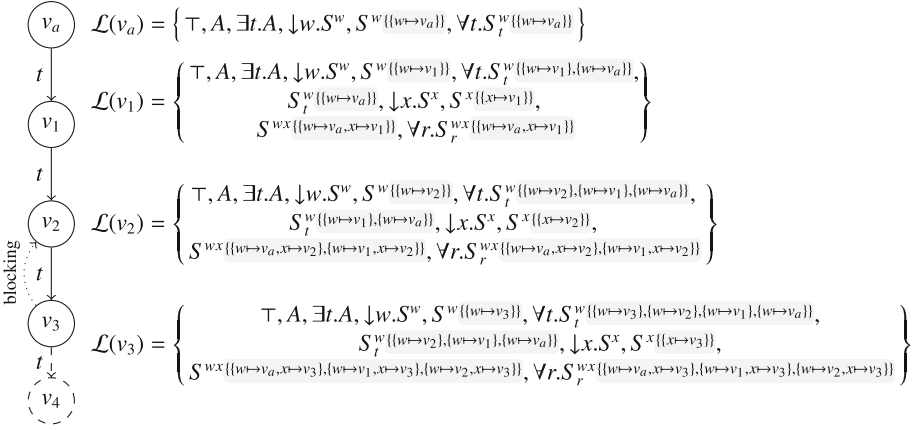 v_a  ℒ(v_a) = { ⊤, A, ∃t.A, ↓w.S^w, S^{w{{w↦v_a}}}, ∀t.S_t^{w{{w↦v_a}}} }
t
⊤, A, ∃t.A, ↓w.S^w, S^{w{{w↦v_1}}}, ∀t.S_t^{w{{w↦v_1},{w↦v_a}}},
v_1  ℒ(v_1) = { S_t^{w{{w↦v_a}}}, ↓x.S^x, S^{x{{x↦v_1}}}, }
S^{wx{{w↦v_a,x↦v_1}}}, ∀r.S_r^{wx{{w↦v_a,x↦v_1}}}
t
⊤, A, ∃t.A, ↓w.S^w, S^{w{{w↦v_2}}}, ∀t.S_t^{w{{w↦v_2},{w↦v_1},{w↦v_a}}},
v_2  ℒ(v_2) = { S_t^{w{{w↦v_1},{w↦v_a}}}, ↓x.S^x, S^{x{{x↦v_2}}}, }
S^{wx{{w↦v_a,x↦v_2},{w↦v_1,x↦v_2}}}, ∀r.S_r^{wx{{w↦v_a,x↦v_2},{w↦v_1,x↦v_2}}}
blocking
t
⊤, A, ∃t.A, ↓w.S^w, S^{w{{w↦v_3}}}, ∀t.S_t^{w{{w↦v_3},{w↦v_2},{w↦v_1},{w↦v_a}}},
v_3  ℒ(v_3) = { S_t^{w{{w↦v_2},{w↦v_1},{w↦v_a}}}, ↓x.S^x, S^{x{{x↦v_3}}}, }
S^{wx{{w↦v_a,x↦v_3},{w↦v_1,x↦v_3},{w↦v_2,x↦v_3}}}, ∀r.S_r^{wx{{w↦v_a,x↦v_3},{w↦v_1,x↦v_3},{w↦v_2,x↦v_3}}}
t
v_4